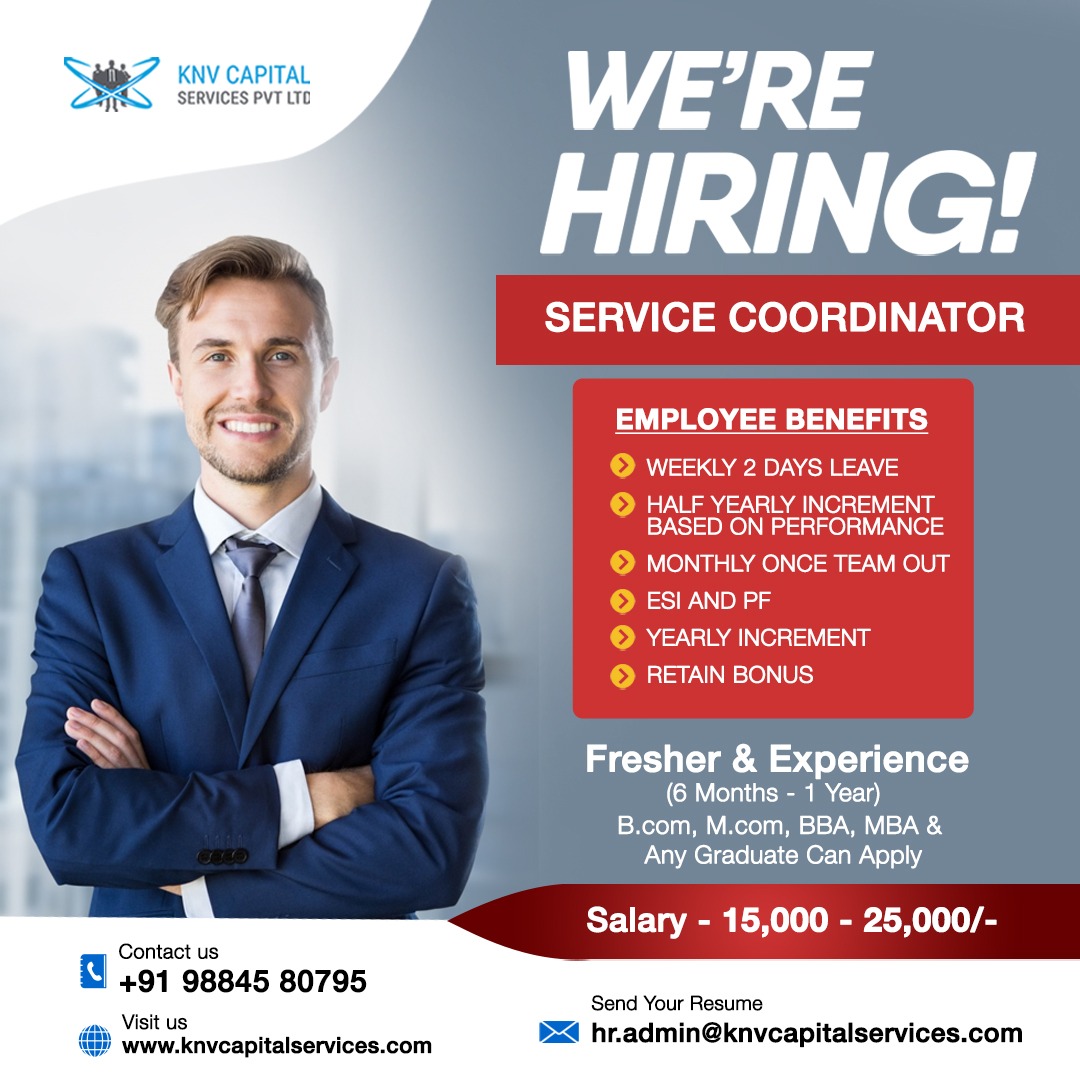 KNV CAPITAL
SERVICES PVT LTD
WE'RE
HIRING!
SERVICE COORDINATOR
EMPLOYEE BENEFITS
WEEKLY 2 DAYS LEAVE
HALF YEARLY INCREMENT
BASED ON PERFORMANCE
MONTHLY ONCE TEAM OUT
ESI AND PF
YEARLY INCREMENT
RETAIN BONUS
Fresher & Experience
(6 Months - 1 Year)
B.com, M.com, BBA, MBA &
Any Graduate Can Apply
Salary - 15,000 - 25,000/-
Contact us
+91 98845 80795
Visit us
www.knvcapitalservices.com
Send Your Resume
hr.admin@knvcapitalservices.com